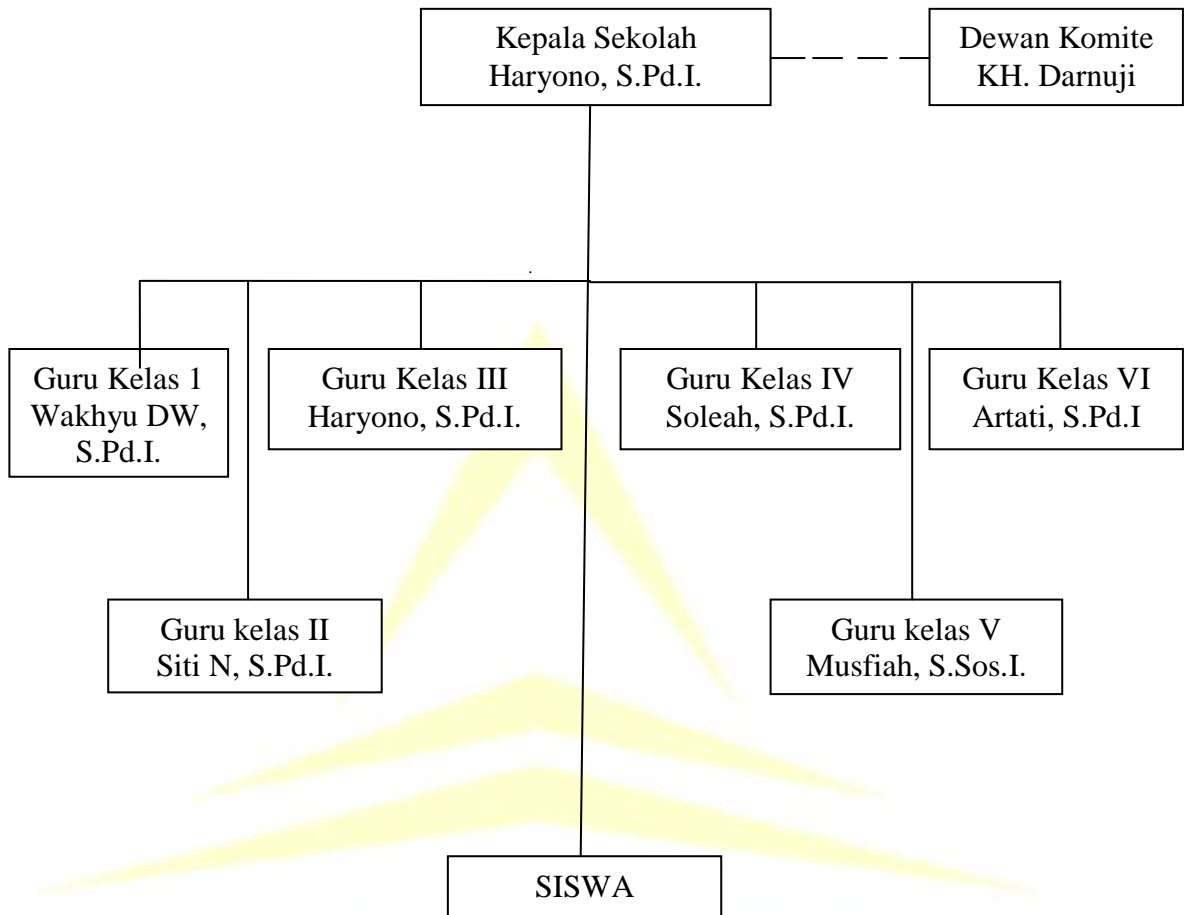 Kepala Sekolah
Haryono, S.Pd.I.
Dewan Komite
KH. Darnuji
Guru Kelas 1
Wakhyu DW,
S.Pd.I.
Guru Kelas III
Haryono, S.Pd.I.
Guru Kelas IV
Soleah, S.Pd.I.
Guru Kelas VI
Artati, S.Pd.I
Guru kelas II
Siti N, S.Pd.I.
Guru kelas V
Musfiah, S.Sos.I.
SISWA